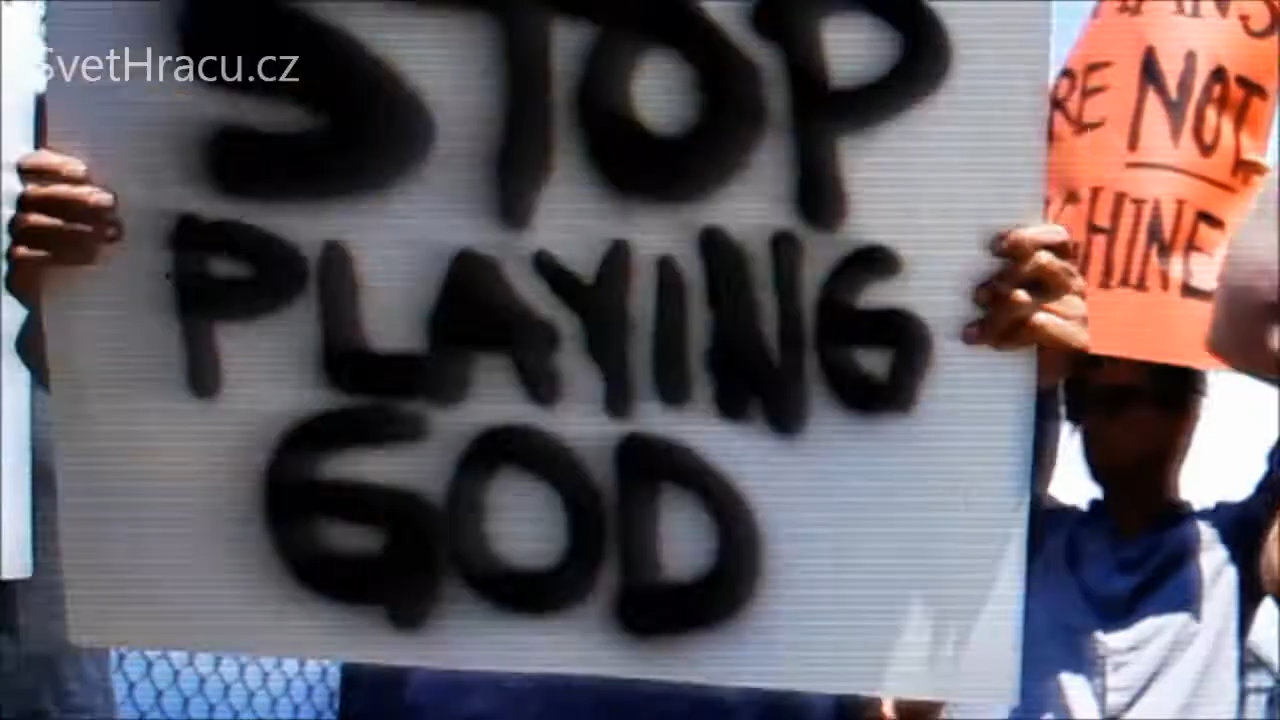 SvetHracu.cz
STOP
PLAYING
GOD
RE NOT
CHINE